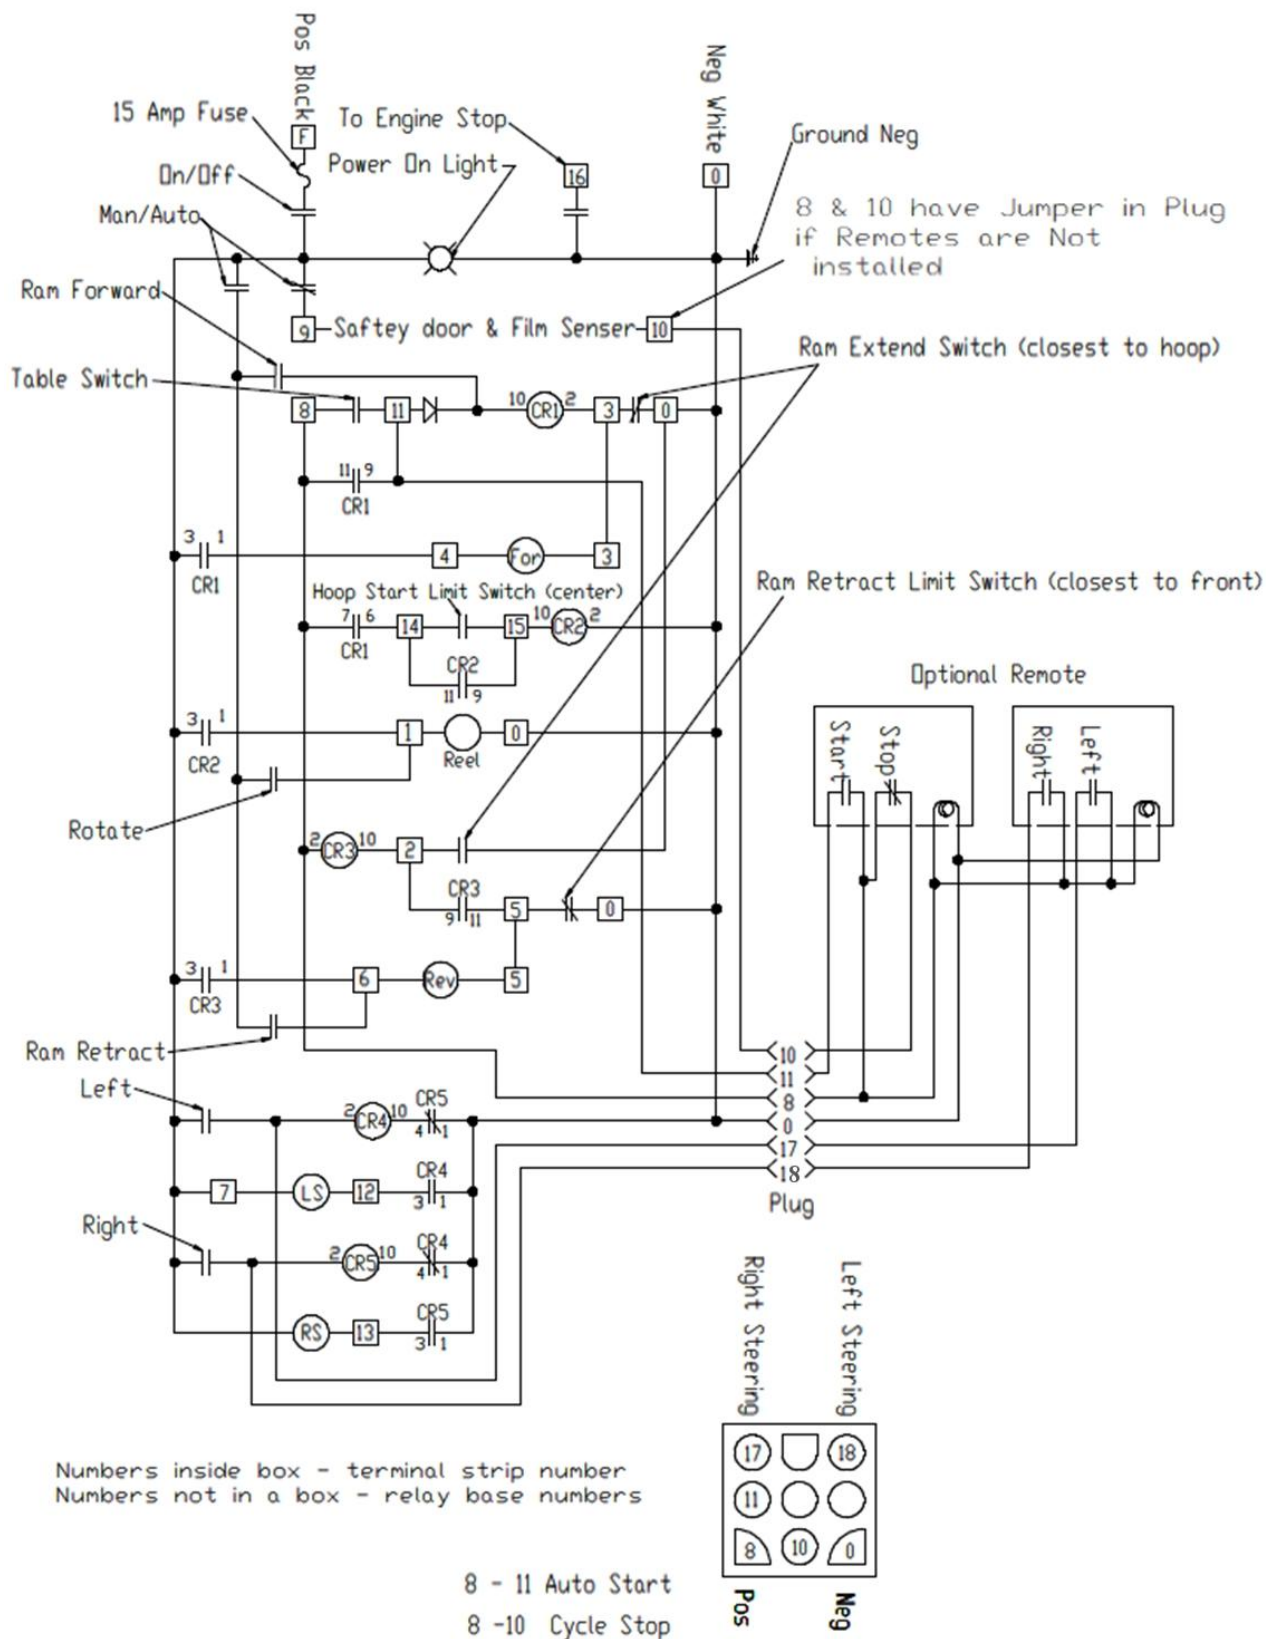 Pos Black
Neg White
15 Amp Fuse
F
To Engine Stop
Ground Neg
On/Off
Power On Light
16
0
Man/Auto
8 & 10 have Jumper in Plug
if Remotes are Not
installed
Ram Forward
9
Saftey door & Film Senser
10
Ram Extend Switch (closest to hoop)
Table Switch
8
11
10
CR1
2
3
0
11
9
CR1
3
1
CR1
4
For
3
Hoop Start Limit Switch (center)
Ram Retract Limit Switch (closest to front)
7
6
CR1
14
15
10
CR2
2
CR2
11
9
Optional Remote
3
1
CR2
1
Reel
0
Start
Stop
Right
Left
Rotate
2
CR3
10
2
CR3
9
11
5
0
3
1
CR3
6
Rev
5
Ram Retract
10
11
8
0
17
18
Plug
Left
2
CR4
10
CR5
4
1
7
LS
12
CR4
3
1
Right
2
CR5
10
CR4
4
1
RS
13
CR5
3
1
Right Steering
Left Steering
17
18
11
8
10
0
Pos
Neg
Numbers inside box - terminal strip number
Numbers not in a box - relay base numbers
8 - 11 Auto Start
8 -10 Cycle Stop